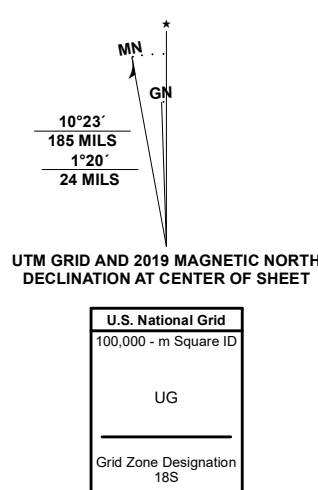 MN
GN
10°23´
185 MILS
1°20´
24 MILS
UTM GRID AND 2019 MAGNETIC NORTH
DECLINATION AT CENTER OF SHEET
U.S. National Grid
100,000 - m Square ID
UG
Grid Zone Designation
18S